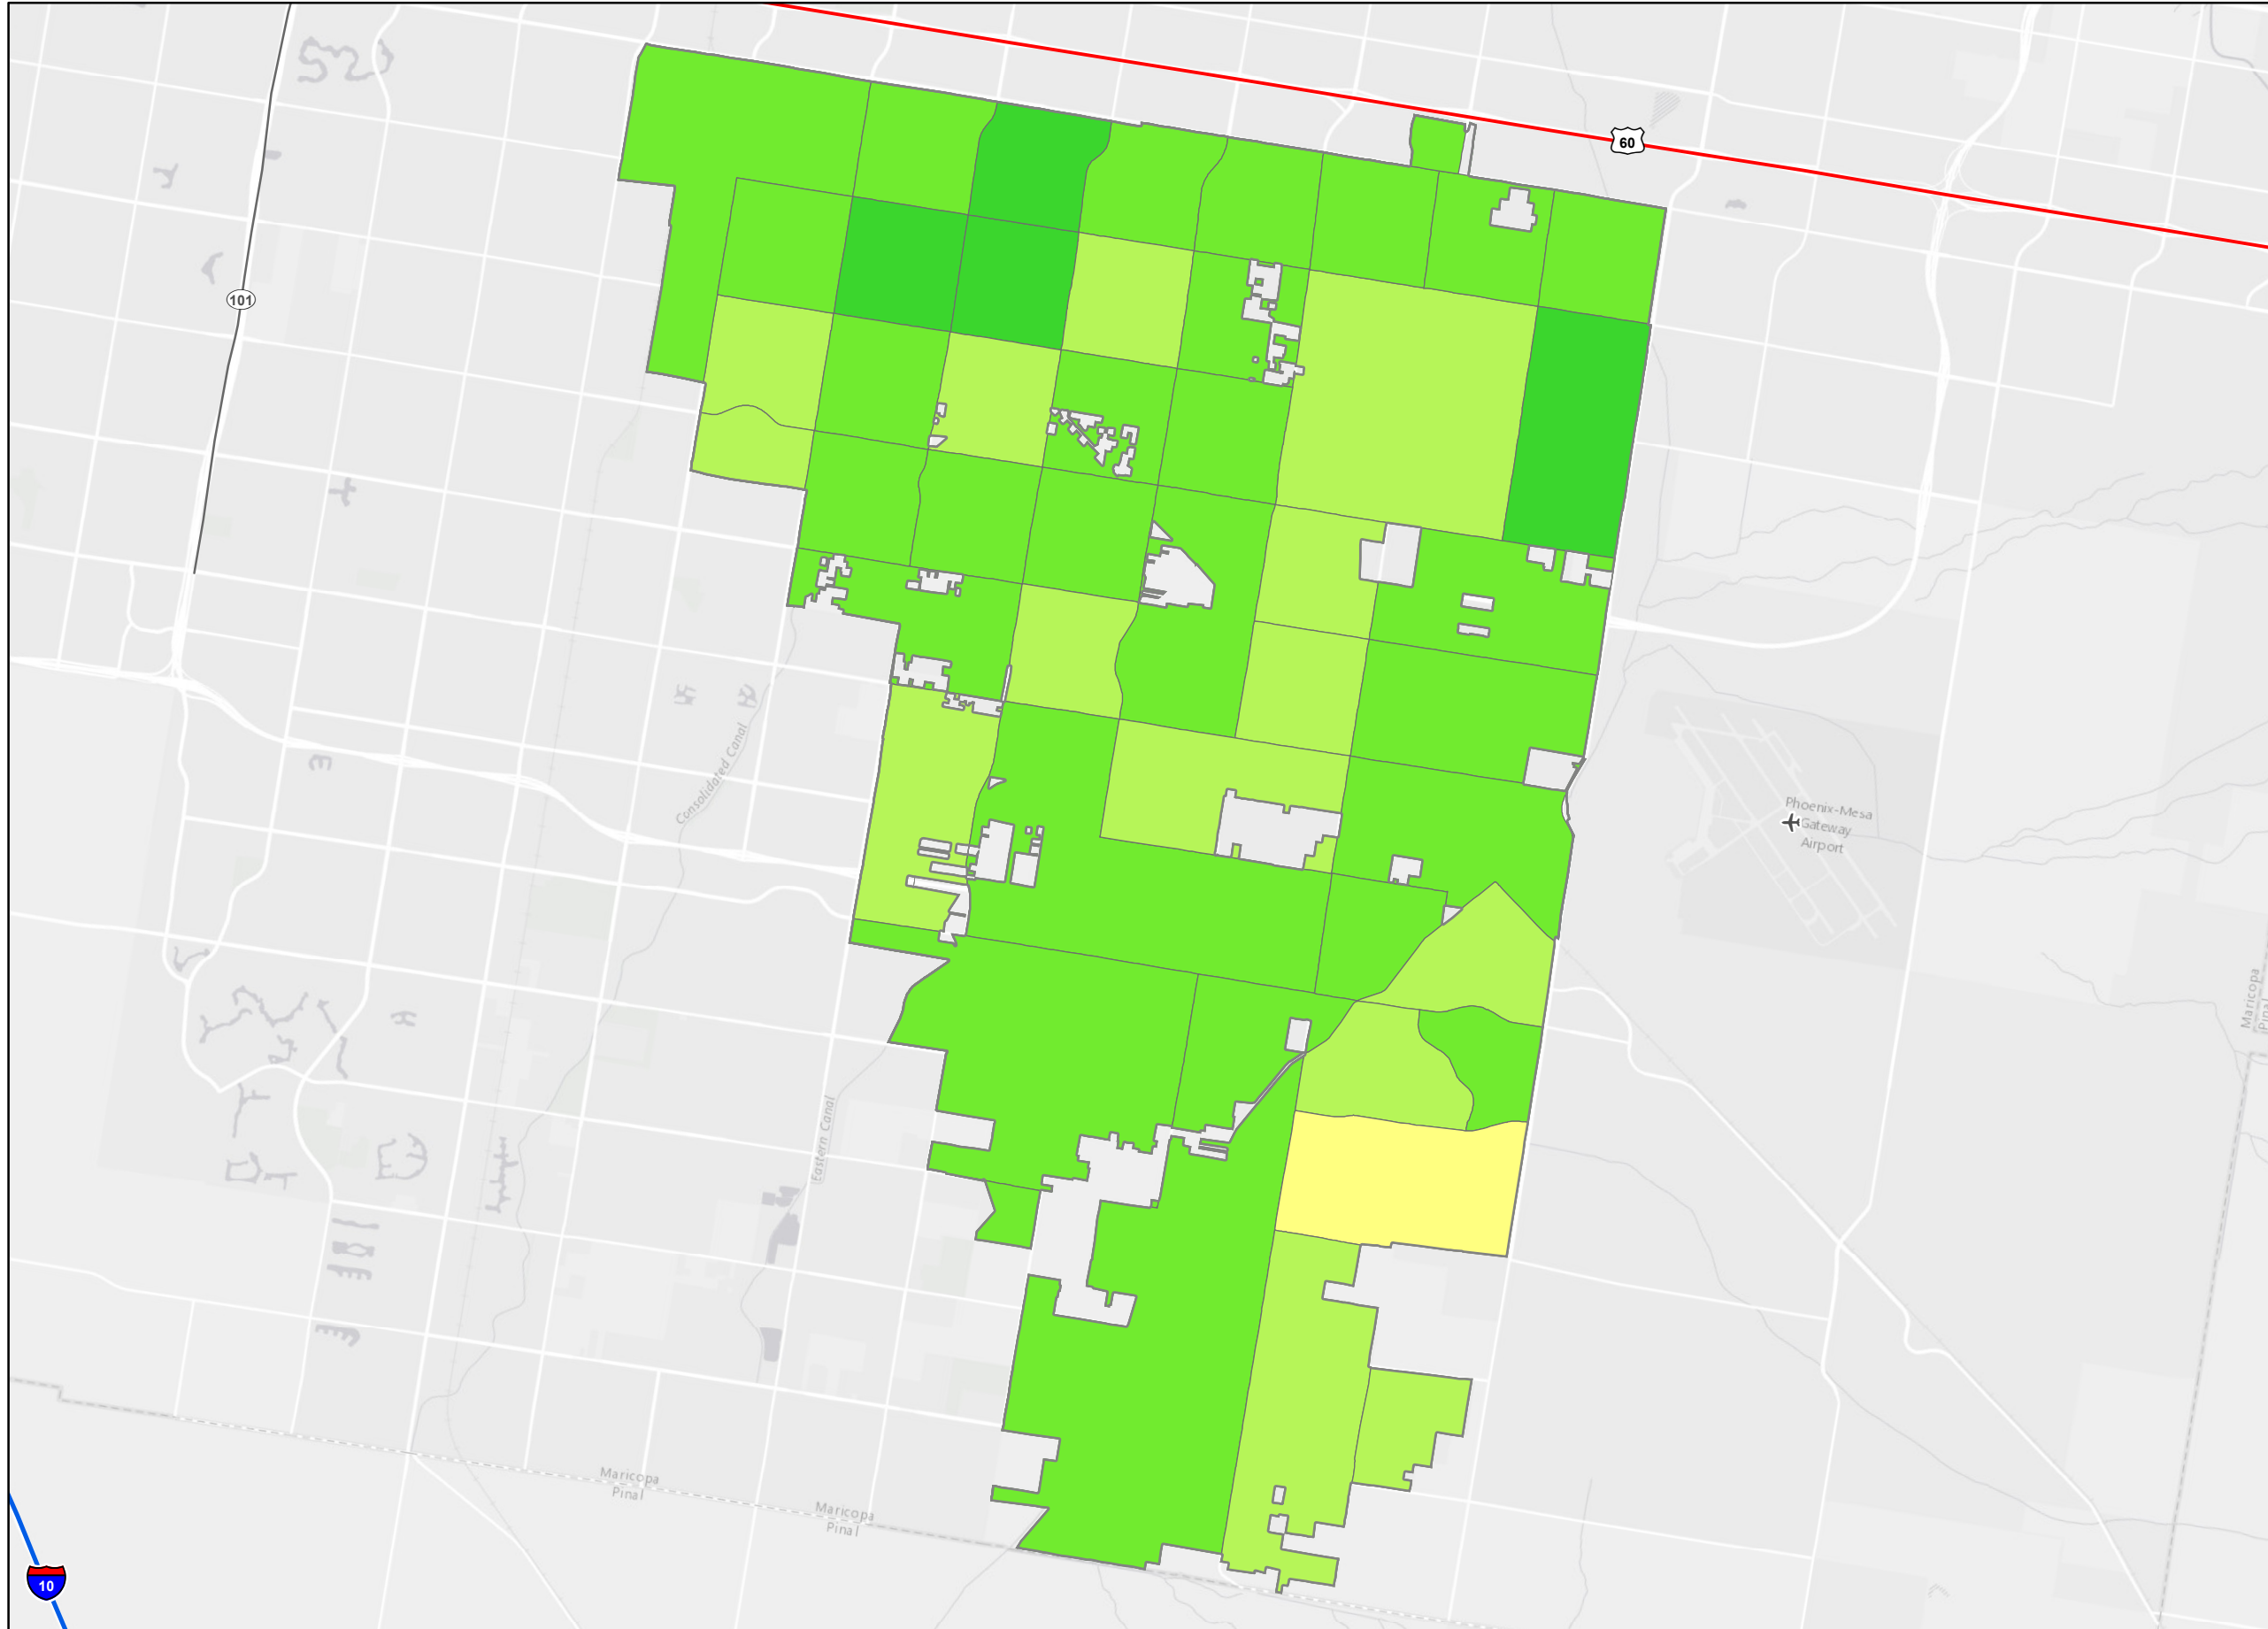 60
101
Consolidated Canal
Phoenix-Mesa
Gateway
Airport
Maricopa
Pinal
Eastern Canal
Maricopa
Pinal
Maricopa
Pinal
10